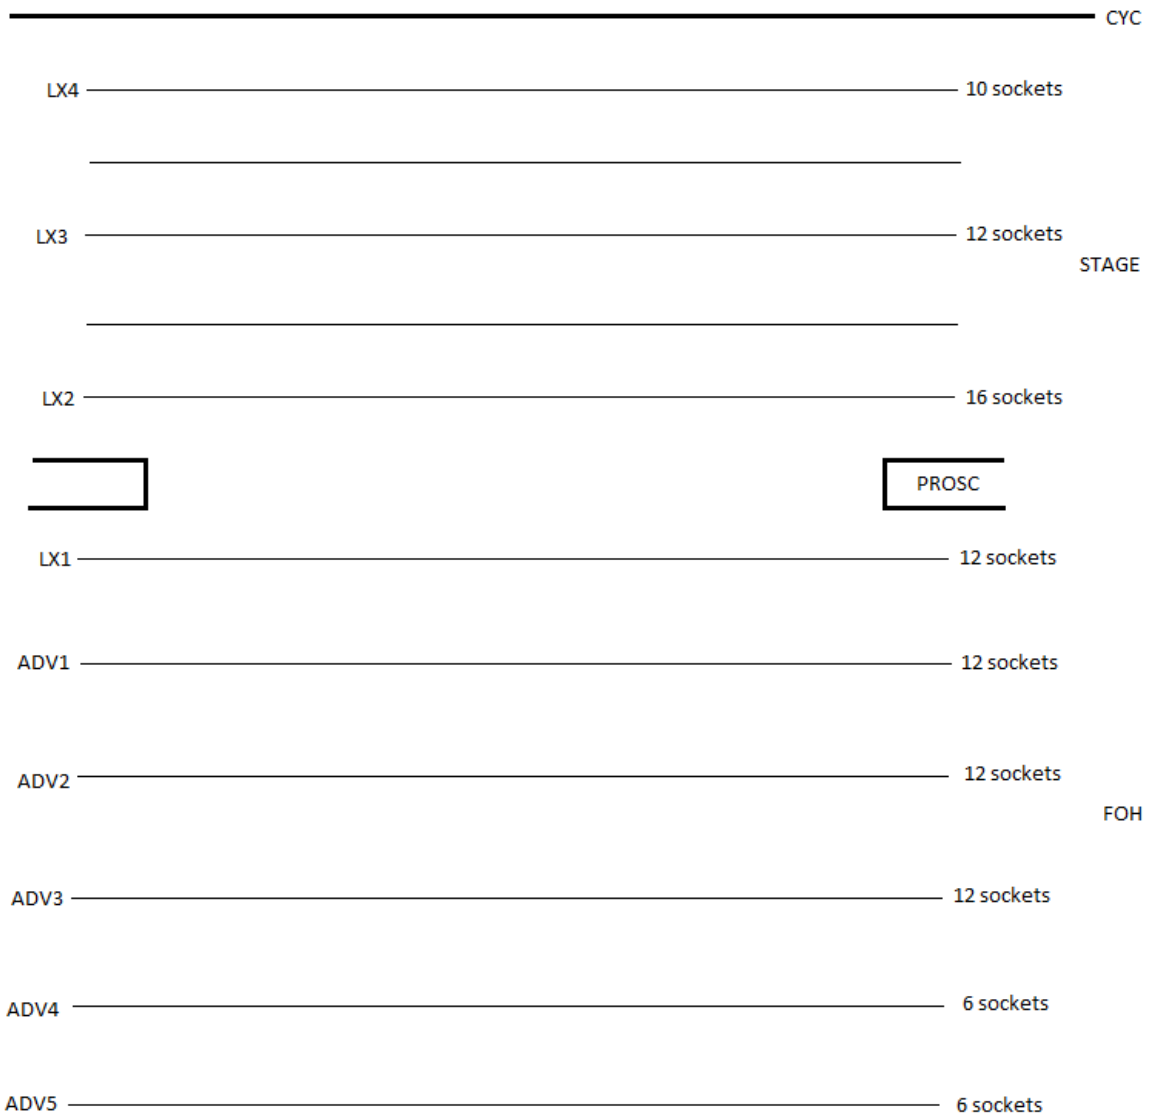 CYC
LX4 10 sockets
LX3 12 sockets
STAGE
LX2 16 sockets
PROSC
LX1 12 sockets
ADV1 12 sockets
ADV2 12 sockets
FOH
ADV3 12 sockets
ADV4 6 sockets
ADV5 6 sockets